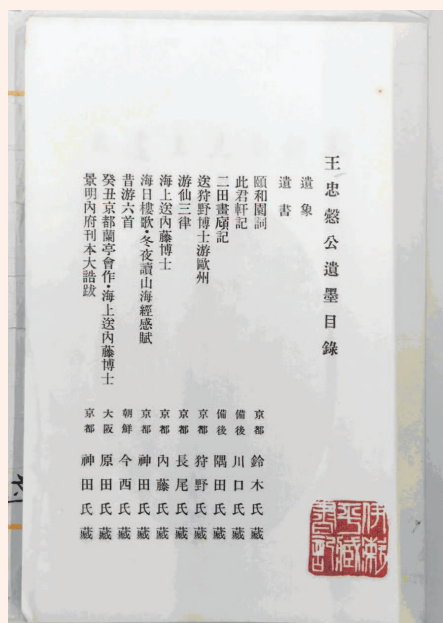 王忠慤公遺墨目錄
遺象
遺書
頤和園詞 京都 鈴木氏藏
此君軒記 備後 川口氏藏
二田畫廎記 備後 隅田氏藏
送狩野博士游歐州 京都 狩野氏藏
游仙三律 京都 長尾氏藏
海上送內藤博士 京都 內藤氏藏
海日樓歌・冬夜讀山海經感賦 京都 神田氏藏
昔游六首 朝鮮 今西氏藏
癸丑京都蘭亭會作・海上送內藤博士 大阪 原田氏藏
景明內府刊本大誥跋 京都 神田氏藏